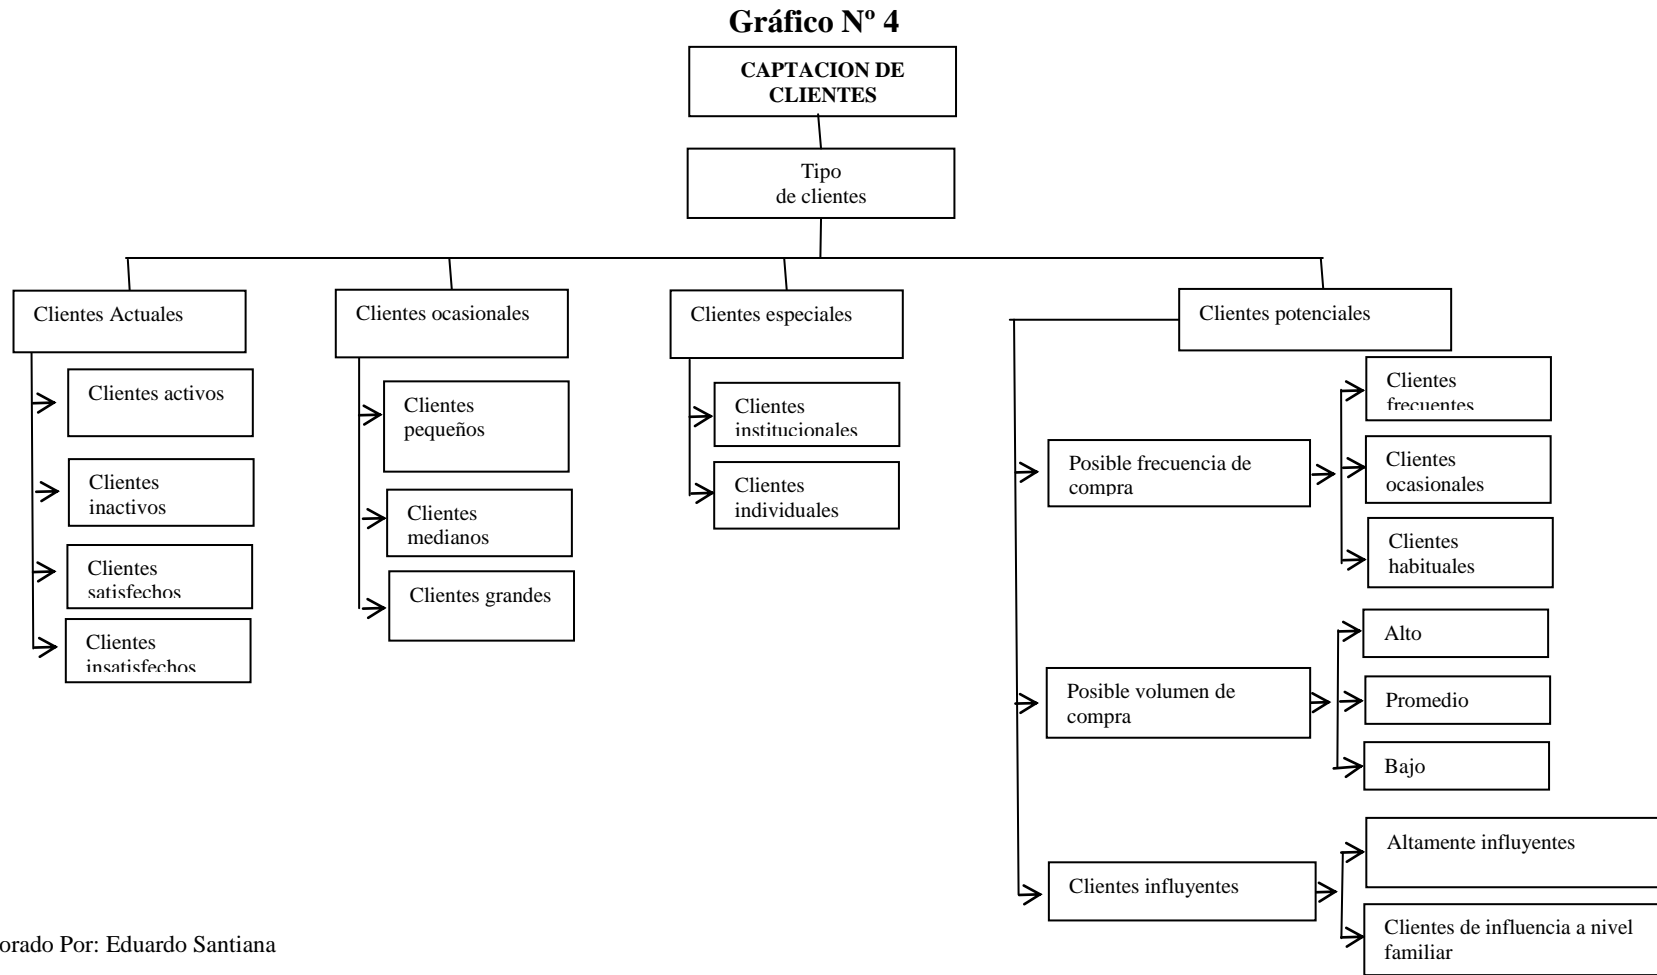 Gráfico Nº 4
CAPTACION DE
CLIENTES
Tipo
de clientes
Clientes Actuales
Clientes activos
Clientes
inactivos
Clientes
satisfechos
Clientes
insatisfechos
Clientes ocasionales
Clientes
pequeños
Clientes
medianos
Clientes grandes
Clientes especiales
Clientes
institucionales
Clientes
individuales
Clientes potenciales
Posible frecuencia de
compra
Clientes
frecuentes
Clientes
ocasionales
Clientes
habituales
Posible volumen de
compra
Alto
Promedio
Bajo
Clientes influyentes
Altamente influyentes
Clientes de influencia a nivel
familiar
orado Por: Eduardo Santiana